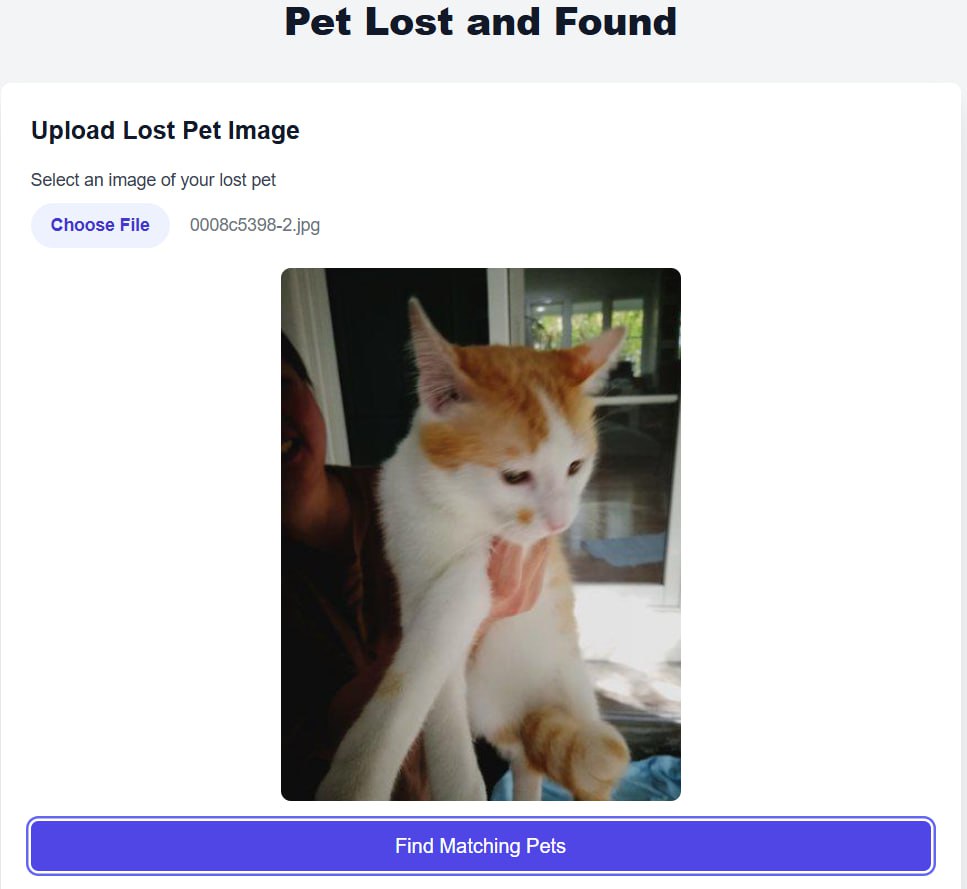 Pet Lost and Found
Upload Lost Pet Image
Select an image of your lost pet
Choose File 0008c5398-2.jpg
Find Matching Pets